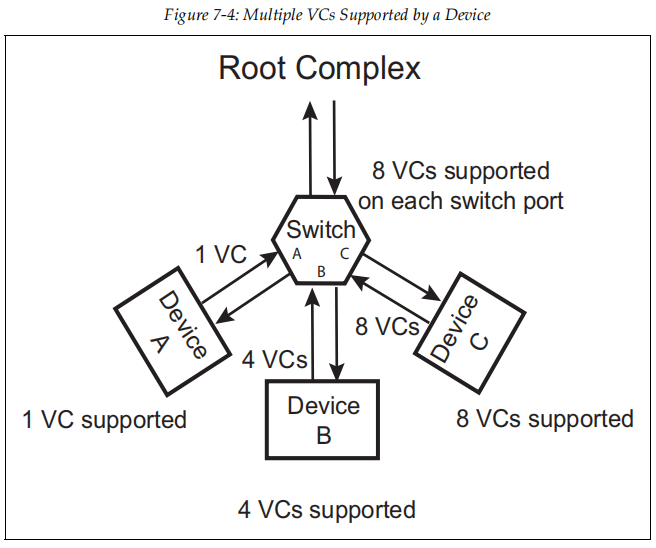 Figure 7-4: Multiple VCs Supported by a Device
Root Complex
8 VCs supported
on each switch port
Switch
A
C
B
1 VC
Device
A
8 VCs
Device
C
4 VCs
Device
B
1 VC supported
8 VCs supported
4 VCs supported